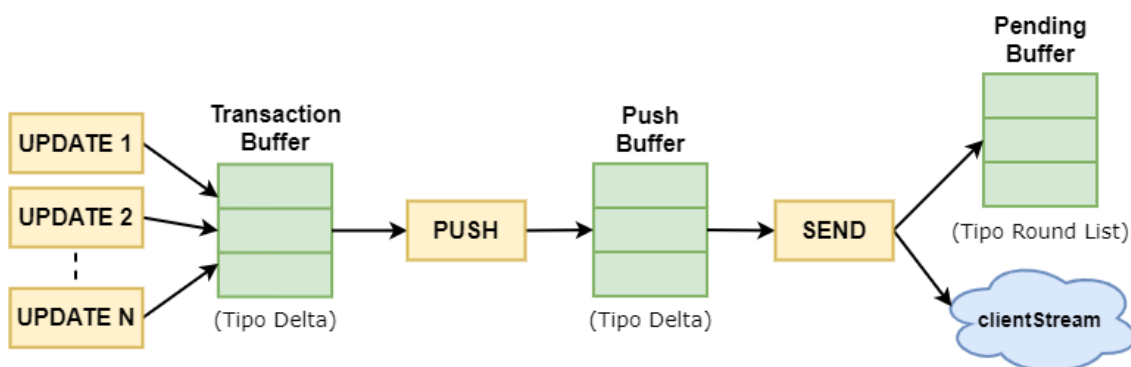 UPDATE 1
UPDATE 2
UPDATE N
Transaction
Buffer
(Tipo Delta)
PUSH
Push
Buffer
(Tipo Delta)
SEND
Pending
Buffer
(Tipo Round List)
clientStream